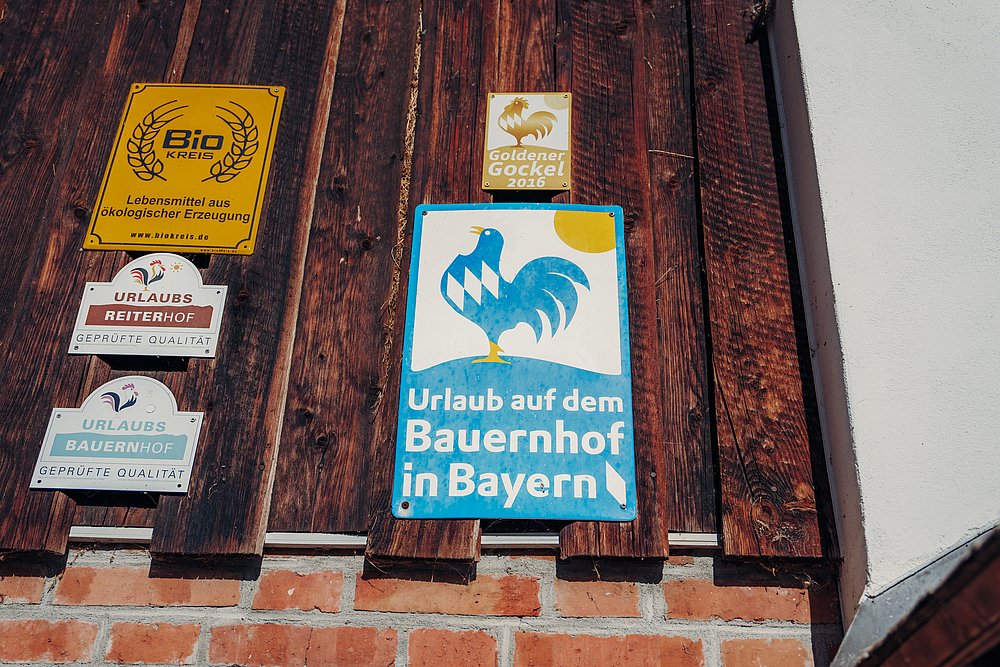 Bio
KREIS
Lebensmittel aus
ökologischer Erzeugung
www.biokreis.de
URLAUBS
REITERHOF
GEPRÜFTE QUALITÄT
URLAUBS
BAUERNHOF
GEPRÜFTE QUALITÄT
Goldener
Gockel
2016
Urlaub auf dem
Bauernhof
in Bayern